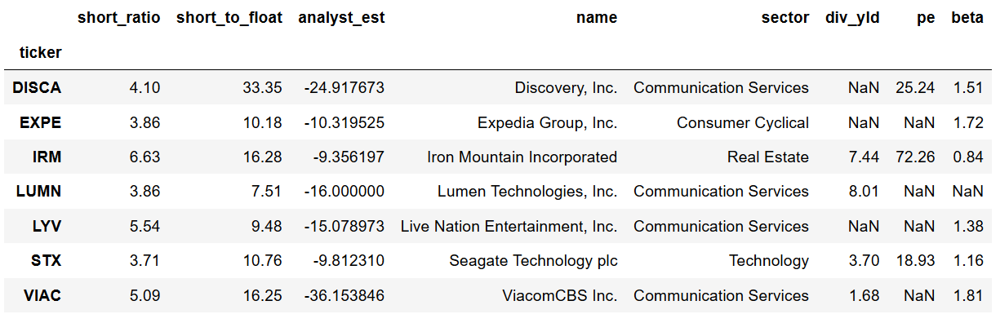 short_ratio short_to_float analyst_est name sector div_yld pe beta
ticker
DISCA 4.10 33.35 -24.917673 Discovery, Inc. Communication Services NaN 25.24 1.51
EXPE 3.86 10.18 -10.319525 Expedia Group, Inc. Consumer Cyclical NaN NaN 1.72
IRM 6.63 16.28 -9.356197 Iron Mountain Incorporated Real Estate 7.44 72.26 0.84
LUMN 3.86 7.51 -16.000000 Lumen Technologies, Inc. Communication Services 8.01 NaN NaN
LYV 5.54 9.48 -15.078973 Live Nation Entertainment, Inc. Communication Services NaN NaN 1.38
STX 3.71 10.76 -9.812310 Seagate Technology plc Technology 3.70 18.93 1.16
VIAC 5.09 16.25 -36.153846 ViacomCBS Inc. Communication Services 1.68 NaN 1.81